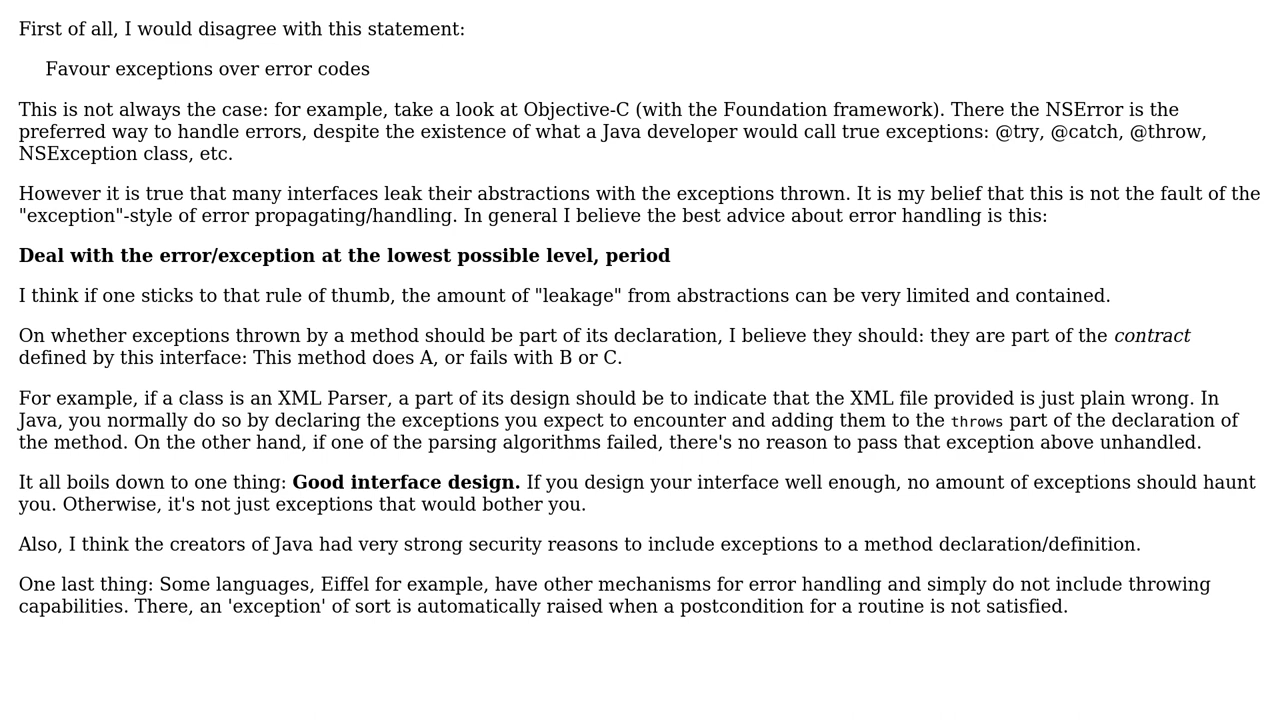 First of all, I would disagree with this statement:
Favour exceptions over error codes
This is not always the case: for example, take a look at Objective-C (with the Foundation framework). There the NSError is the
preferred way to handle errors, despite the existence of what a Java developer would call true exceptions: @try, @catch, @throw,
NSException class, etc.
However it is true that many interfaces leak their abstractions with the exceptions thrown. It is my belief that this is not the fault of the
"exception"-style of error propagating/handling. In general I believe the best advice about error handling is this:
Deal with the error/exception at the lowest possible level, period
I think if one sticks to that rule of thumb, the amount of "leakage" from abstractions can be very limited and contained.
On whether exceptions thrown by a method should be part of its declaration, I believe they should: they are part of the contract
defined by this interface: This method does A, or fails with B or C.
For example, if a class is an XML Parser, a part of its design should be to indicate that the XML file provided is just plain wrong. In
Java, you normally do so by declaring the exceptions you expect to encounter and adding them to the throws part of the declaration of
the method. On the other hand, if one of the parsing algorithms failed, there's no reason to pass that exception above unhandled.
It all boils down to one thing: Good interface design. If you design your interface well enough, no amount of exceptions should haunt
you. Otherwise, it's not just exceptions that would bother you.
Also, I think the creators of Java had very strong security reasons to include exceptions to a method declaration/definition.
One last thing: Some languages, Eiffel for example, have other mechanisms for error handling and simply do not include throwing
capabilities. There, an 'exception' of sort is automatically raised when a postcondition for a routine is not satisfied.